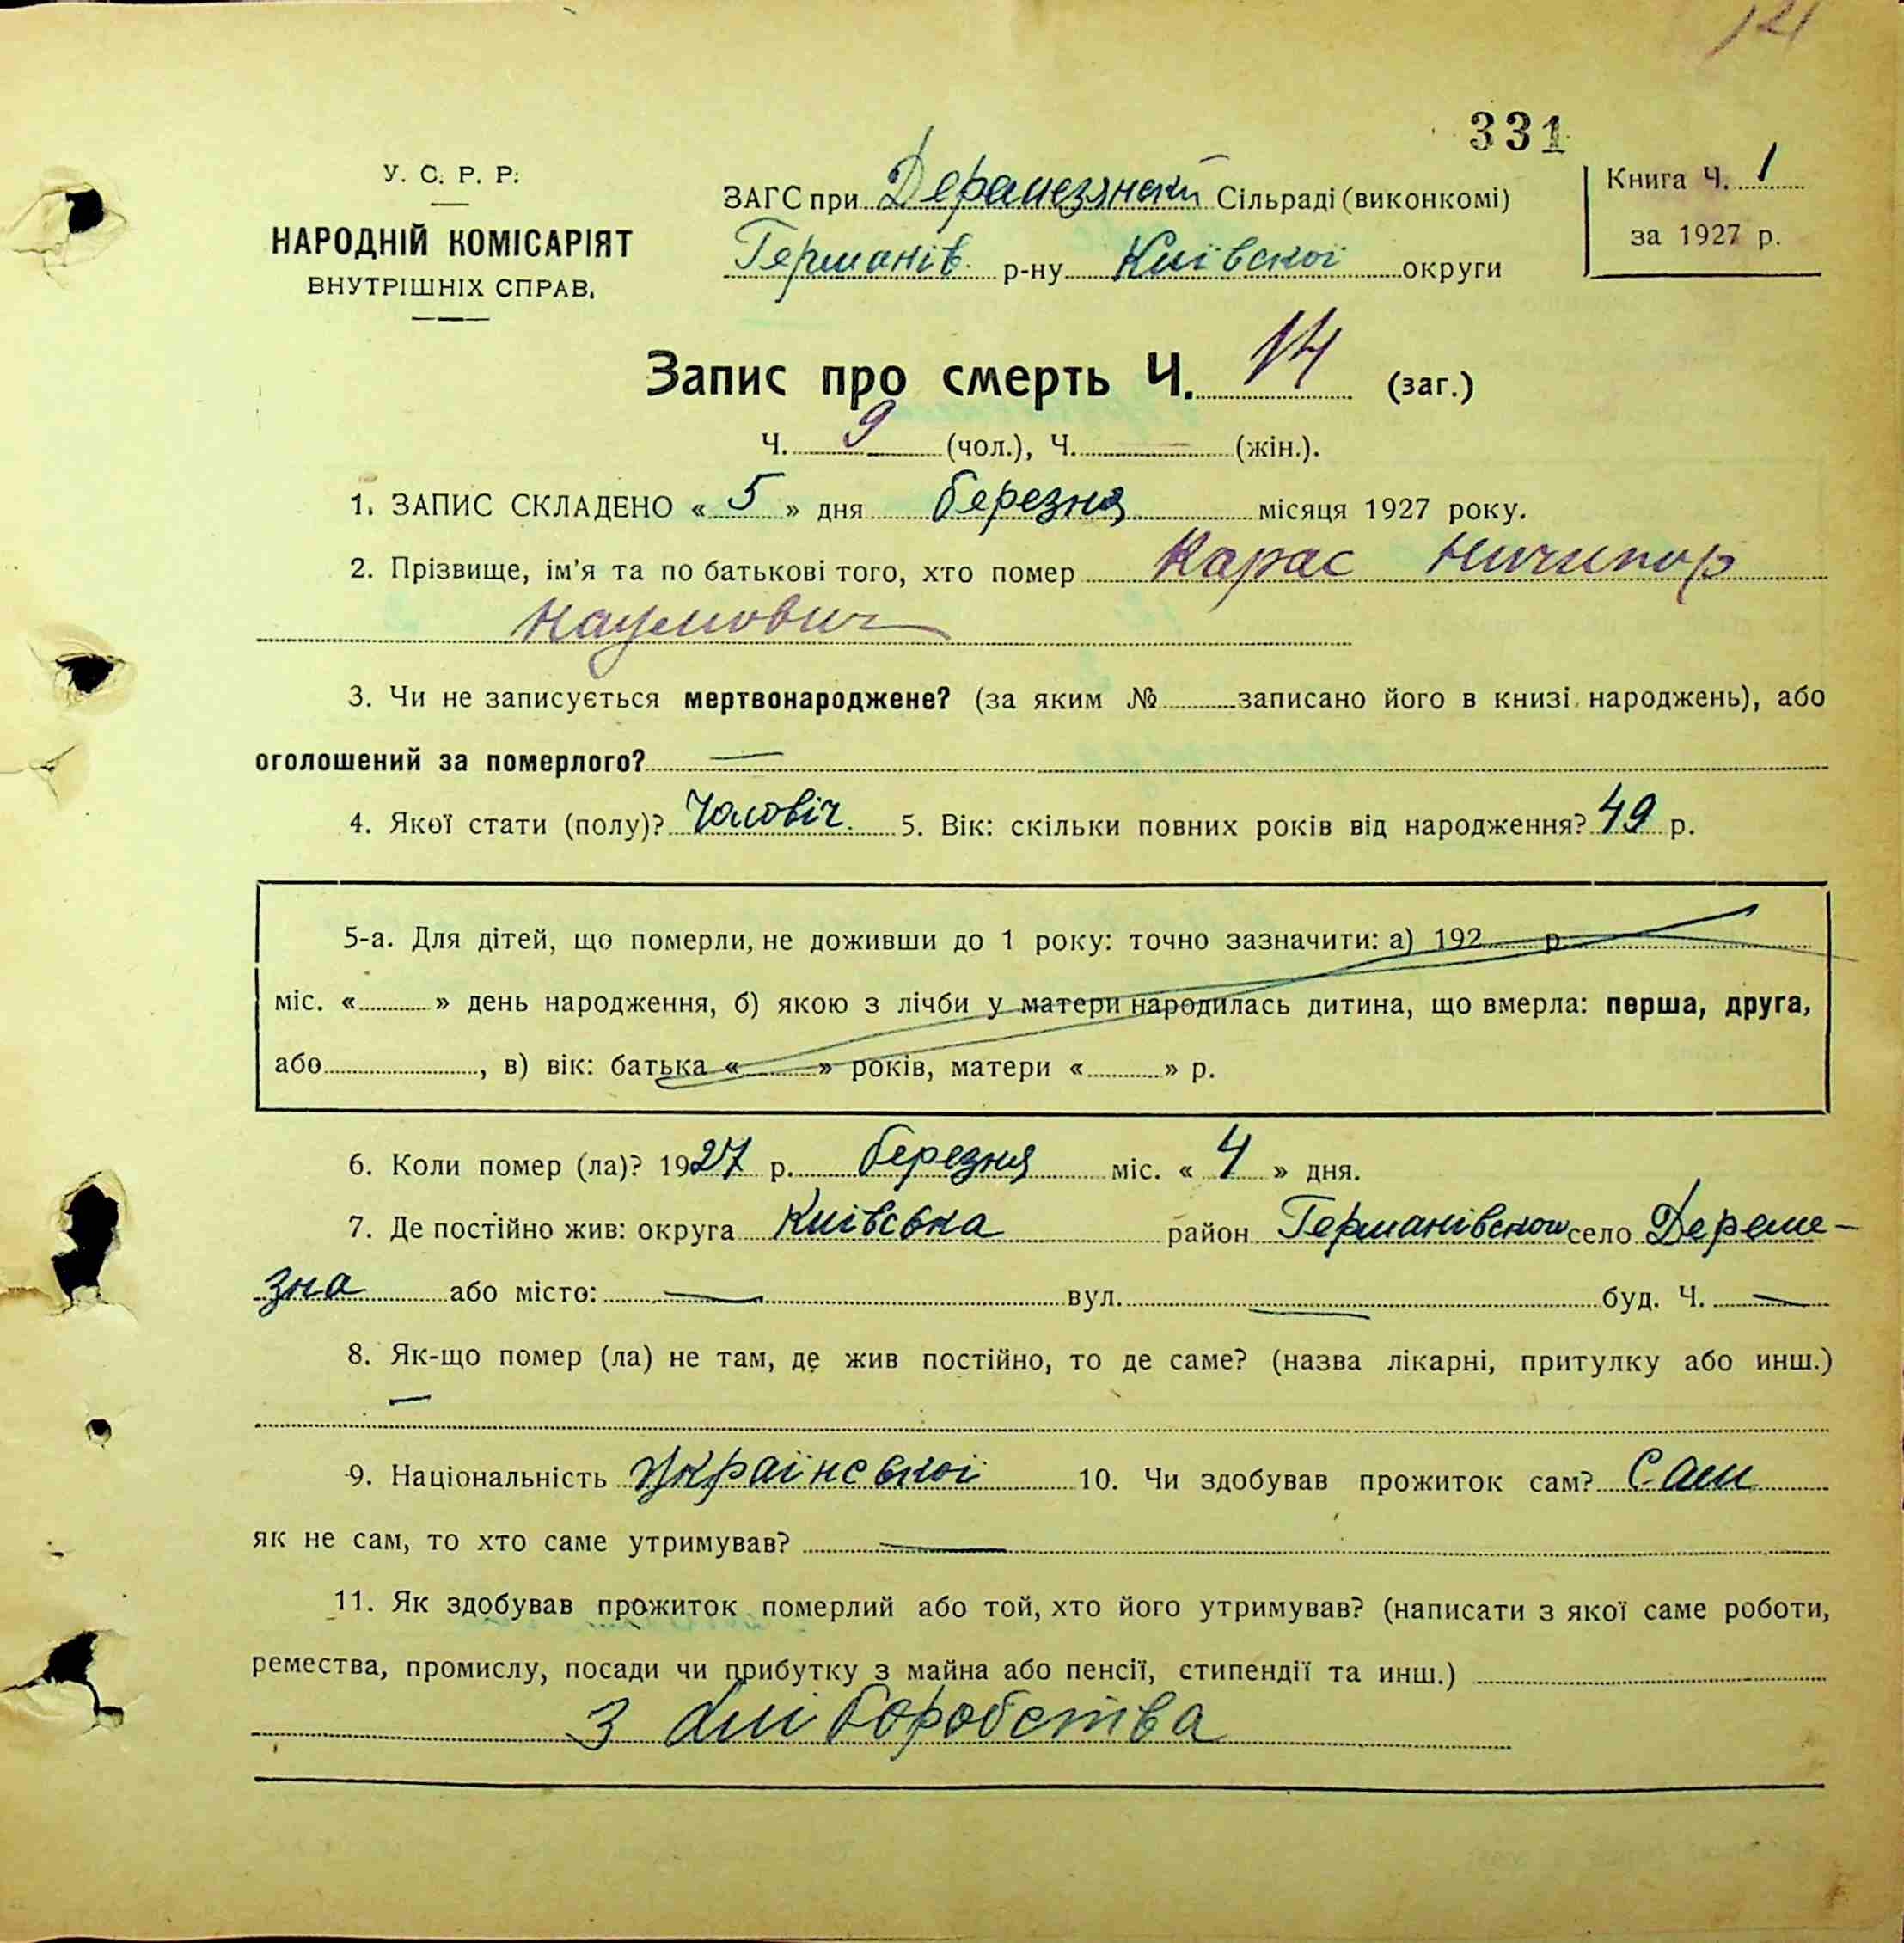 121
331
У. С. Р. Р.
НАРОДНІЙ КОМІСАРІЯТ
ВНУТРІШНІХ СПРАВ.
ЗАГС при Деремезянскій Сільраді (виконкомі)
Германів. р-ну Київскої округи
Книга Ч. 1
за 1927 р.
Запис про смерть Ч. 14 (заг.)
Ч. 9 (чол.), Ч. — (жін.).
1. ЗАПИС СКЛАДЕНО « 5 » дня березня місяця 1927 року.
2. Прізвище, ім'я та по батькові того, хто помер Карас Ничипор
Наумович
3. Чи не записується мертвонароджене? (за яким № записано його в книзі народжень), або
оголошений за померлого? —
4. Якої стати (полу)? Чоловіч. 5. Вік: скільки повних років від народження? 49 р.
5-а. Для дітей, що померли, не доживши до 1 року: точно зазначити: а) 192 р.
міс. « » день народження, б) якою з лічби у матери народилась дитина, що вмерла: перша, друга,
або , в) вік: батька « » років, матери « » р.
6. Коли помер (ла)? 1927 р. березня міс. « 4 » дня.
7. Де постійно жив: округа Київська район Германівског село Дереме-
зна або місто: — вул. — буд. Ч. —
8. Як-що помер (ла) не там, де жив постійно, то де саме? (назва лікарні, притулку або инш.)
—
9. Національність Української 10. Чи здобував прожиток сам? Сам
як не сам, то хто саме утримував? —
11. Як здобував прожиток померлий або той, хто його утримував? (написати з якої саме роботи,
ремества, промислу, посади чи прибутку з майна або пенсії, стипендії та инш.)
З хліборобства